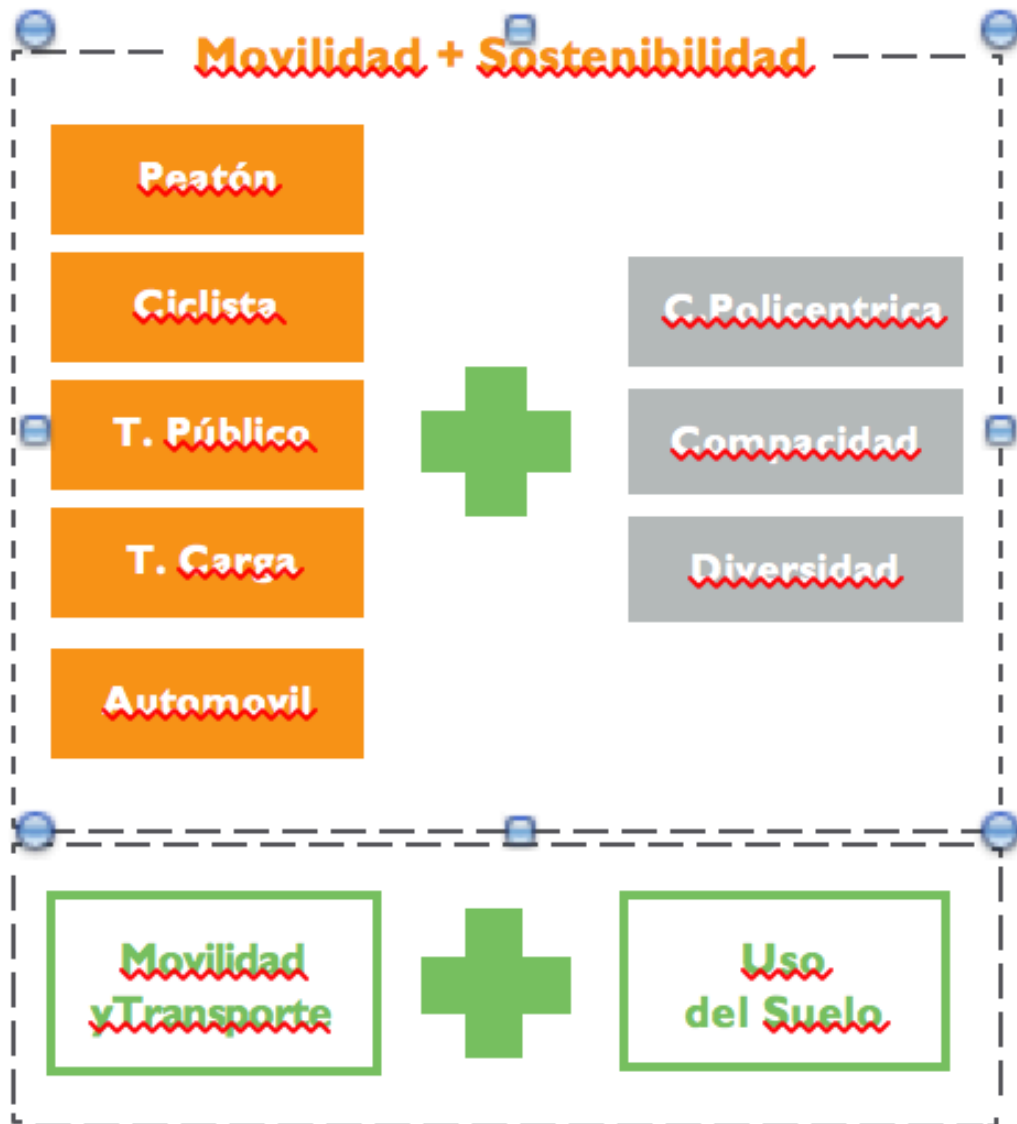 Movilidad + Sostenibilidad
Peatón
Ciclista
T. Público
T. Carga
Automovil
C.Policentrica
Compacidad
Diversidad
Movilidad
yTransporte
Uso
del Suelo